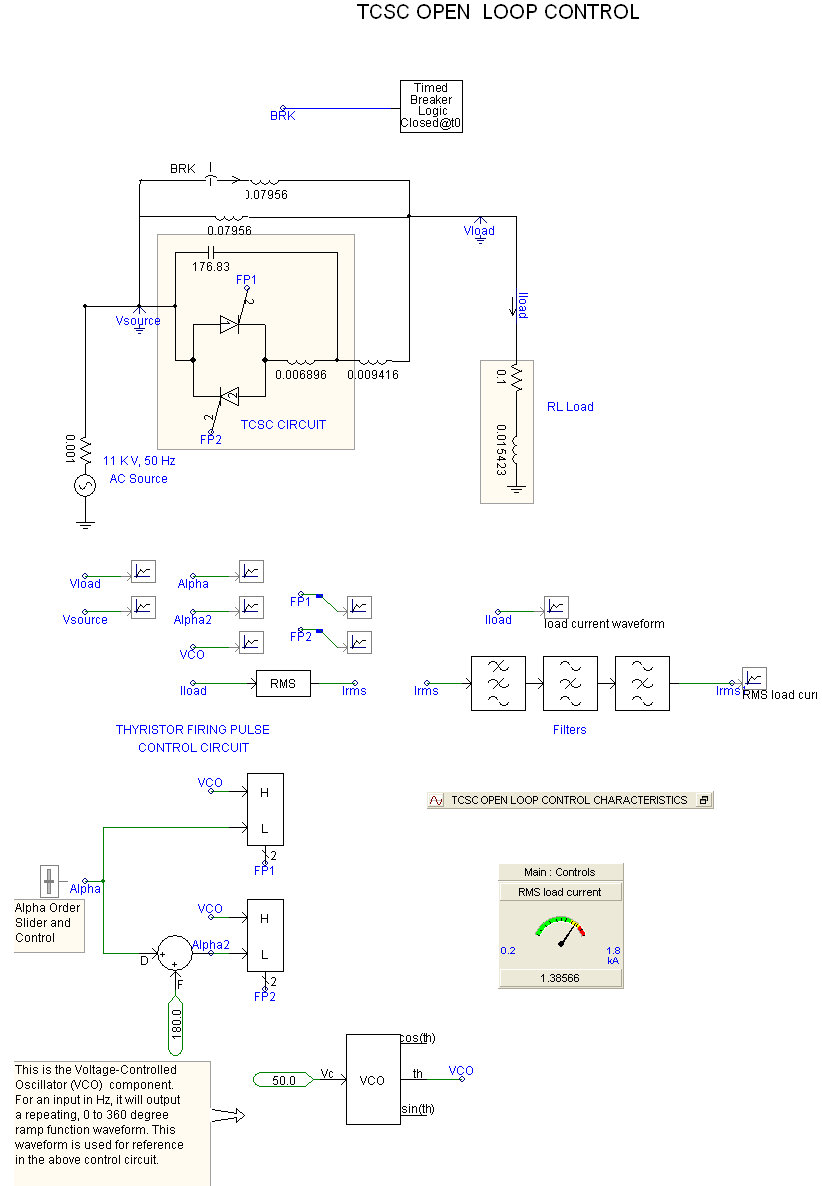 TCSC OPEN  LOOP CONTROL
Timed
Breaker
Logic
Closed@t0
BRK
BRK
0.07956
0.07956
Vload
176.83
FP1
2
Iload
Vsource
0.006896
0.009416
0.1
2
2
TCSC CIRCUIT
FP2
RL Load
0.015423
0.001
11 KV, 50 Hz
AC Source
Vload
Alpha
FP1
Vsource
Alpha2
FP2
Iload
load current waveform
VCO
Iload
RMS
Irms
Irms
Irms1
RMS load curr
Filters
THYRISTOR FIRING PULSE
CONTROL CIRCUIT
VCO
H
L
2
FP1
TCSC OPEN LOOP CONTROL CHARACTERISTICS
Alpha
Alpha Order
Slider and
Control
VCO
H
Alpha2
L
D
+
+
F
2
FP2
180.0
Main : Controls
RMS load current
0.2
1.8
kA
1.38566
This is the Voltage-Controlled
Oscillator (VCO)  component.
For an input in Hz, it will output
a repeating, 0 to 360 degree
ramp function waveform. This
waveform is used for reference
in the above control circuit.
50.0
Vc
VCO
cos(th)
th
sin(th)
VCO